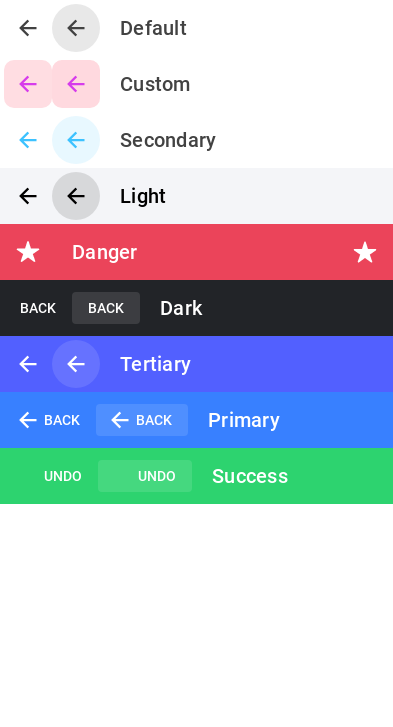 Default
Custom
Secondary
Light
Danger
BACK BACK Dark
Tertiary
BACK BACK Primary
UNDO UNDO Success